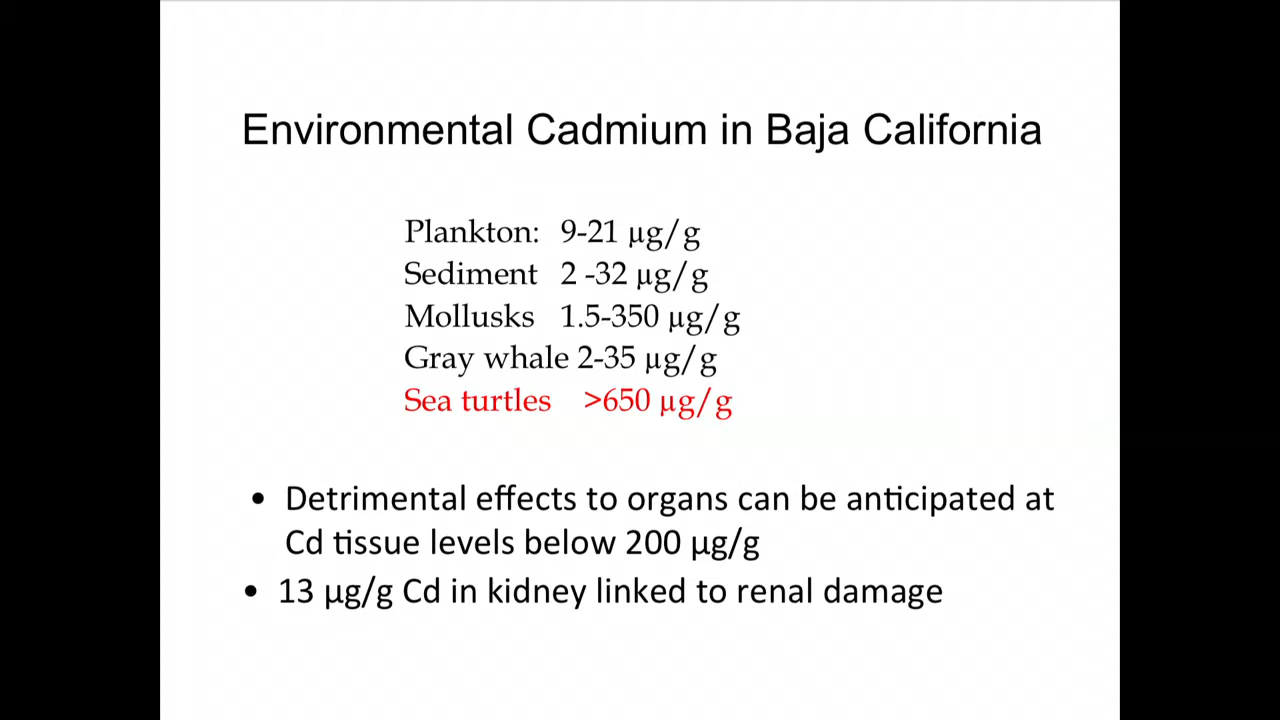 Environmental Cadmium in Baja California
Plankton: 9-21 µg/g
Sediment 2 -32 µg/g
Mollusks 1.5-350 µg/g
Gray whale 2-35 µg/g
Sea turtles >650 µg/g
• Detrimental effects to organs can be anticipated at
Cd tissue levels below 200 µg/g
• 13 µg/g Cd in kidney linked to renal damage